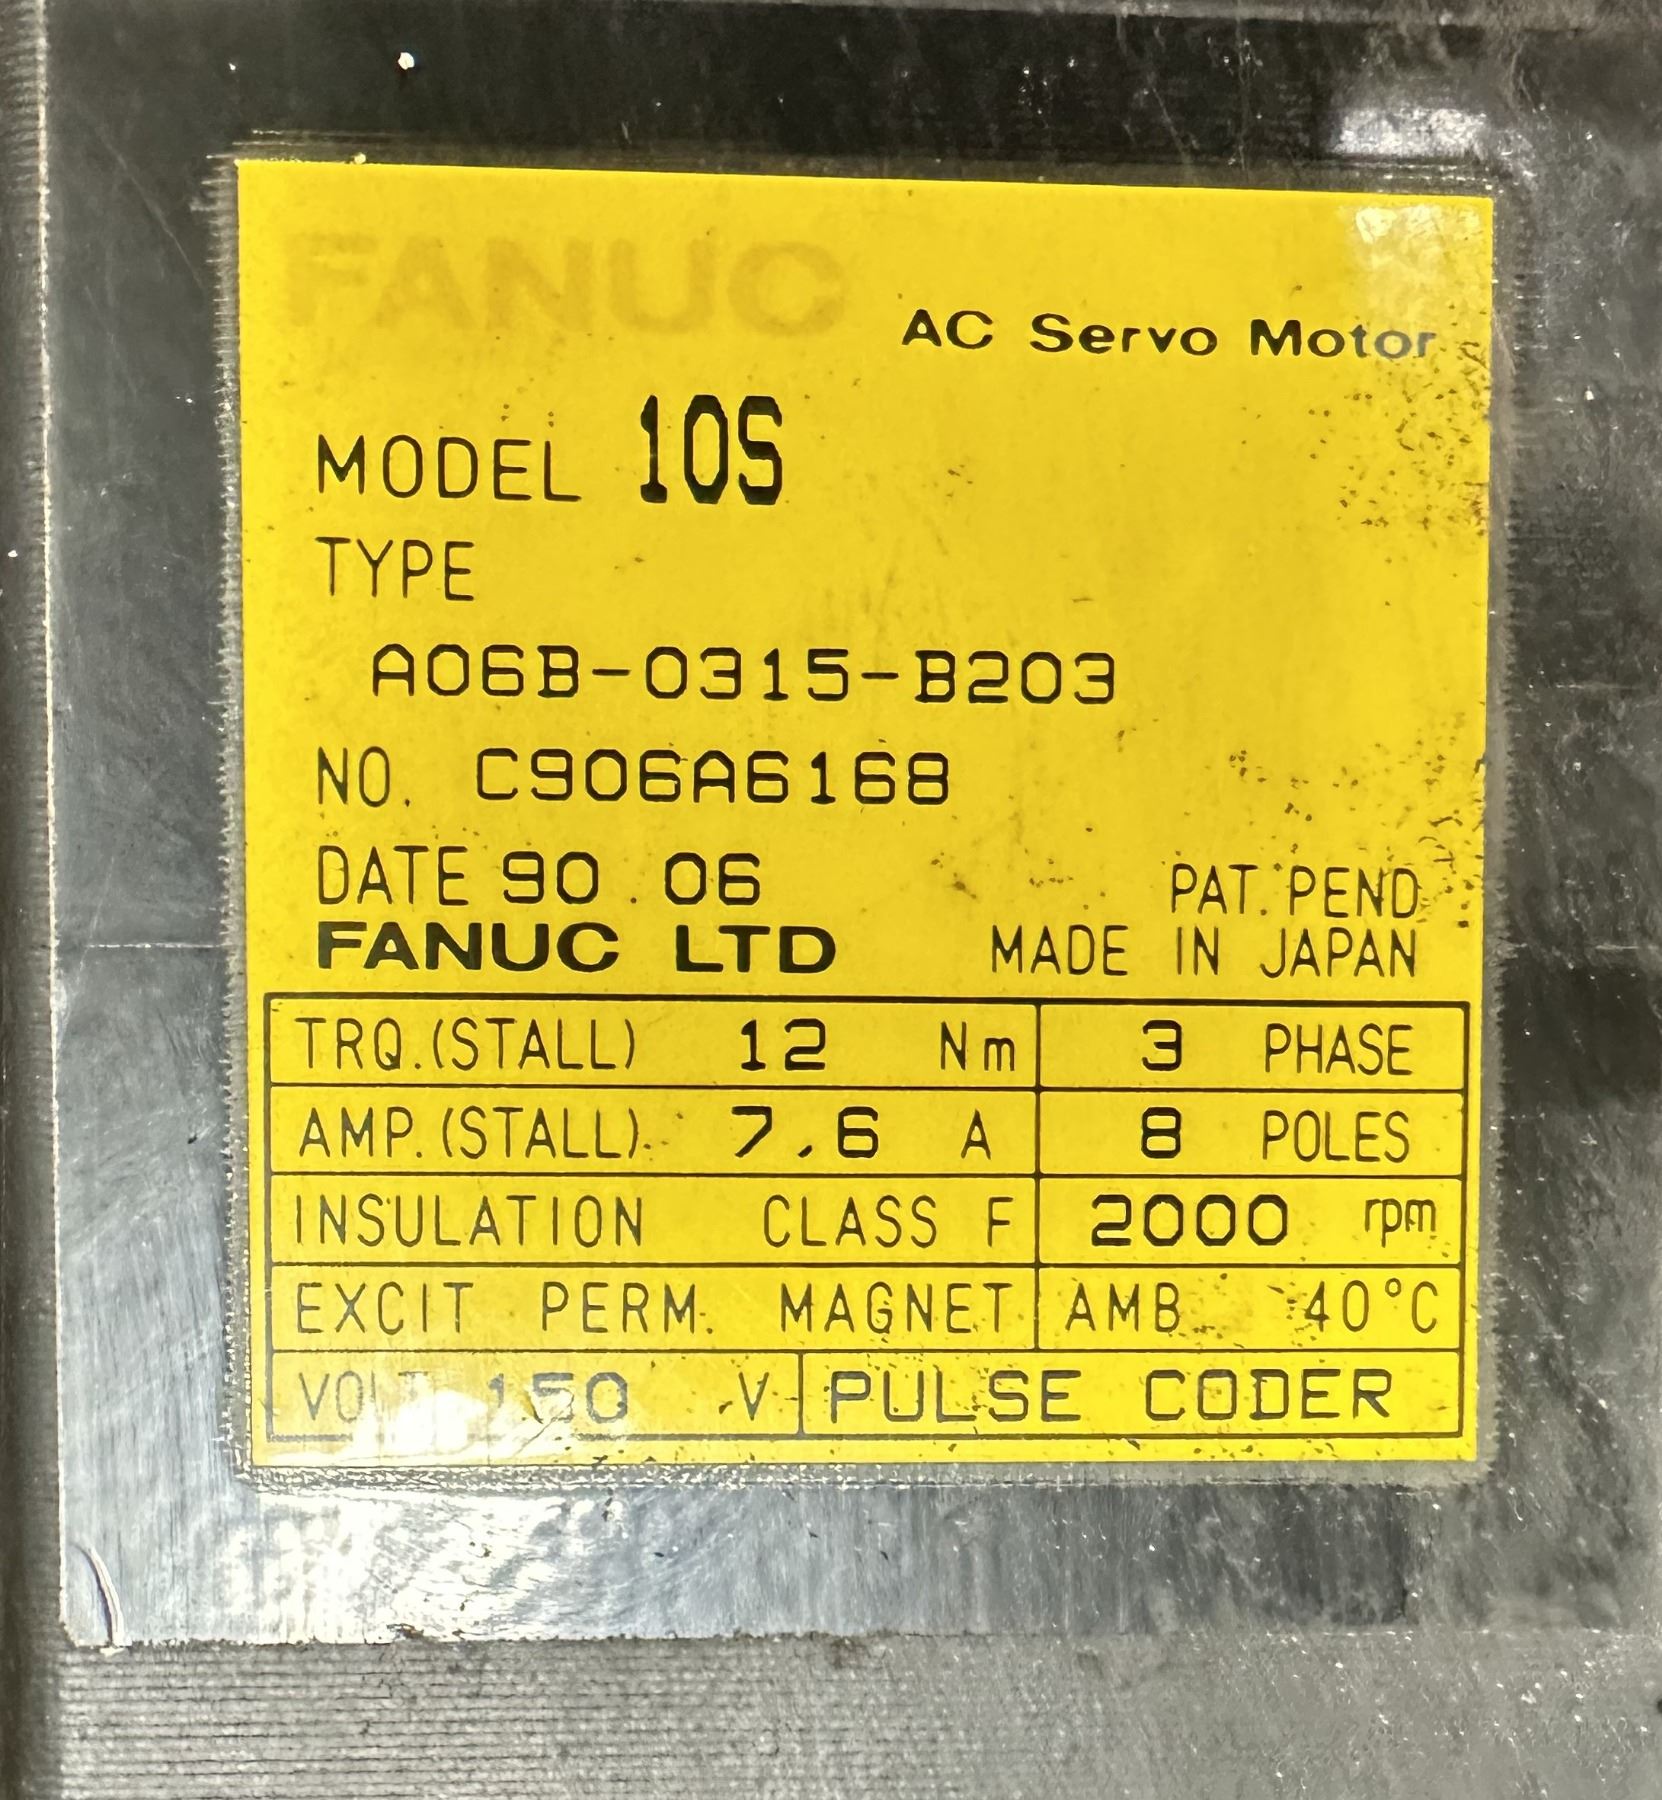 FANUC AC Servo Motor
MODEL 10S
TYPE
A06B-0315-B203
NO. C906A6168
DATE 90.06 PAT. PEND
FANUC LTD MADE IN JAPAN
TRQ.(STALL) 12 Nm 3 PHASE
AMP.(STALL) 7.6 A 8 POLES
INSULATION CLASS F 2000 rpm
EXCIT PERM. MAGNET AMB. 40°C
VOLT. 150 V PULSE CODER